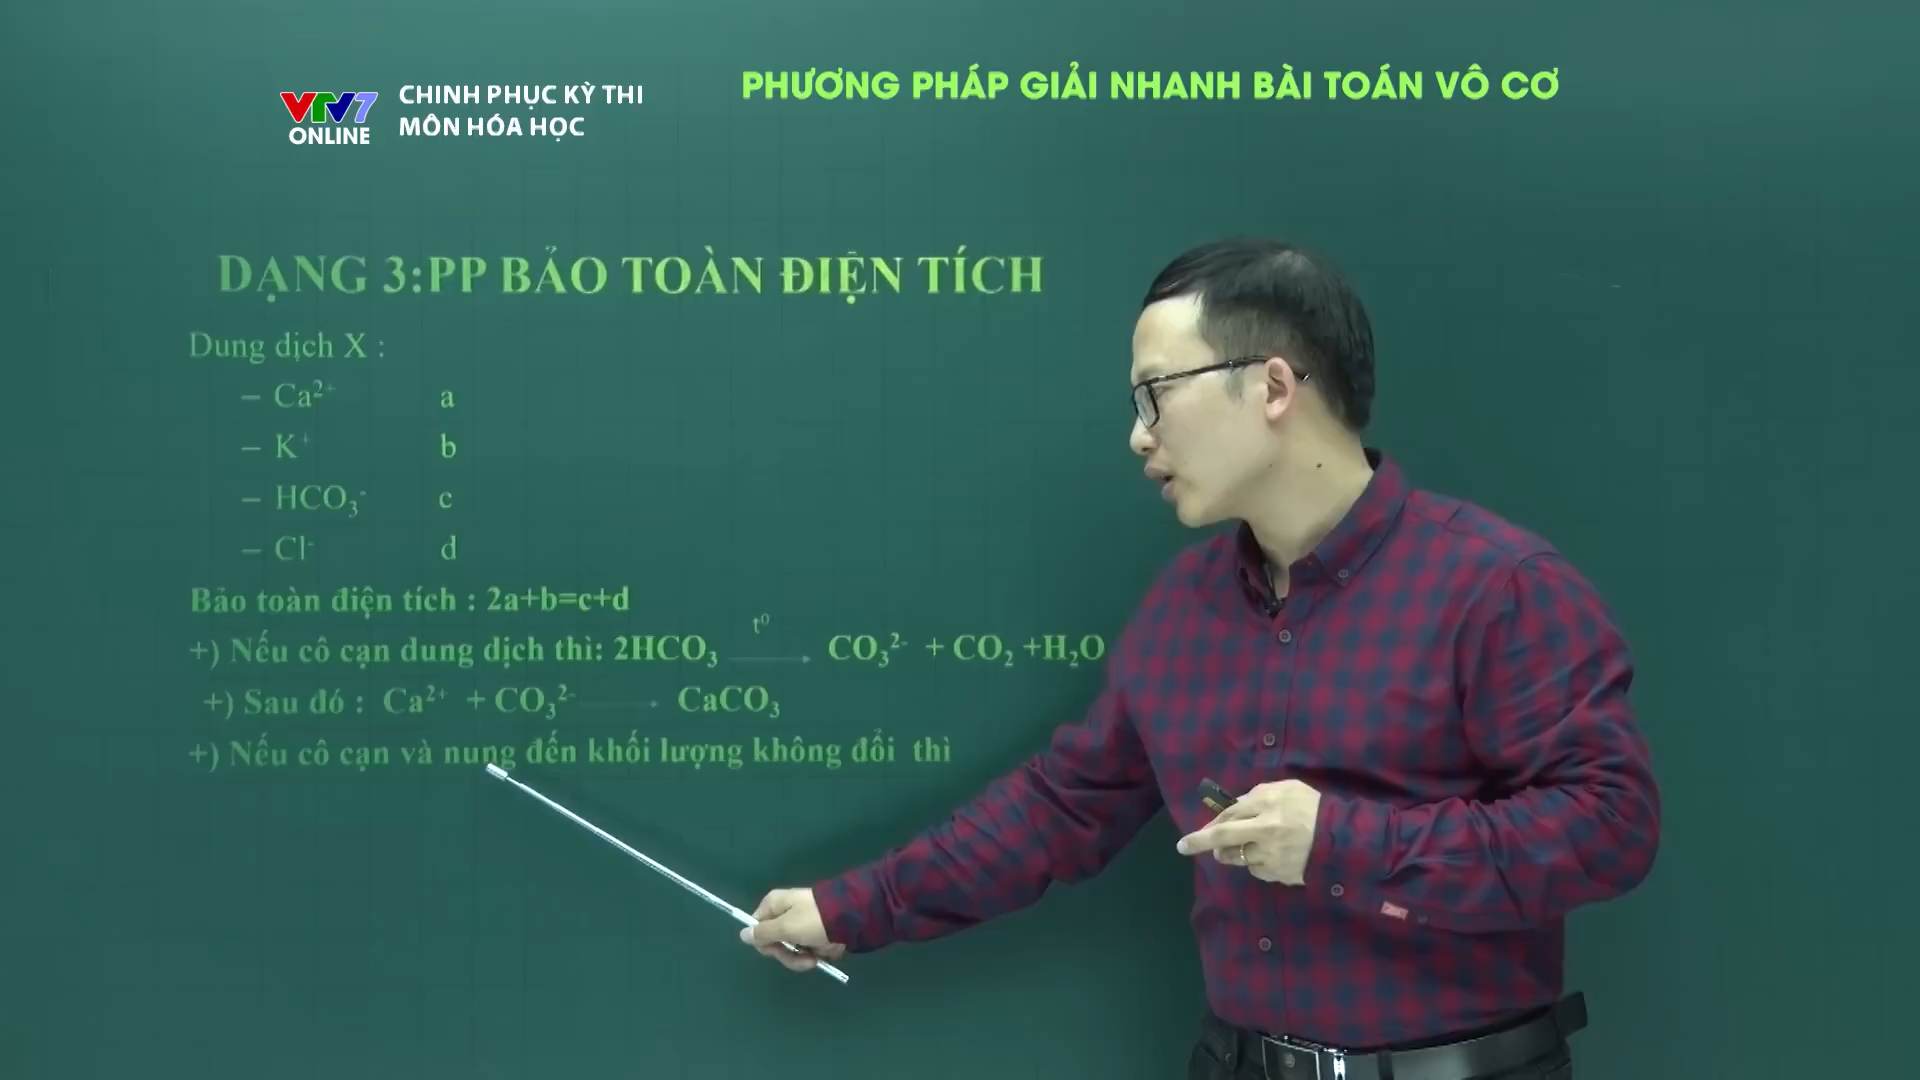 VTV7
ONLINE
CHINH PHỤC KỲ THI
MÔN HÓA HỌC
PHƯƠNG PHÁP GIẢI NHANH BÀI TOÁN VÔ CƠ
DẠNG 3:PP BẢO TOÀN ĐIỆN TÍCH
Dung dịch X :
– Ca²⁺ a
– K⁺ b
– HCO₃⁻ c
– Cl⁻ d
Bảo toàn điện tích : 2a+b=c+d
+) Nếu cô cạn dung dịch thì: 2HCO₃ t⁰→ CO₃²⁻ + CO₂ +H₂O
+) Sau đó : Ca²⁺ + CO₃²⁻ → CaCO₃
+) Nếu cô cạn và nung đến khối lượng không đổi thì